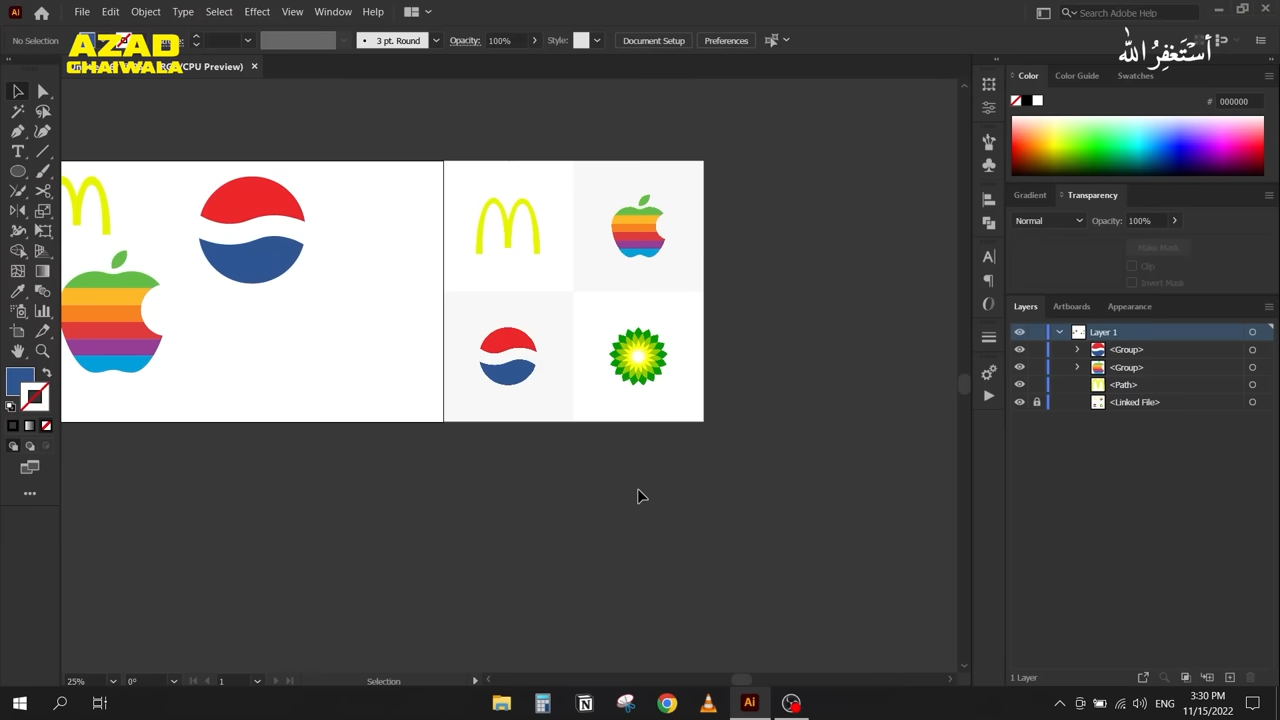 Ai File Edit Object Type Select Effect View Window Help Search Adobe Help
No Selection 3 pt. Round Opacity: 100% Style: Document Setup Preferences
AZAD
CHAIWALA
أستغفر الله
/CPU Preview)
Color Color Guide Swatches
# 000000
Gradient Transparency
Normal Opacity: 100%
Make Mask
Clip
Invert Mask
Layers Artboards Appearance
Layer 1
<Group>
<Group>
<Path>
<Linked File>
25% 0° 1 Selection 1 Layer
Ai ENG 3:30 PM
11/15/2022